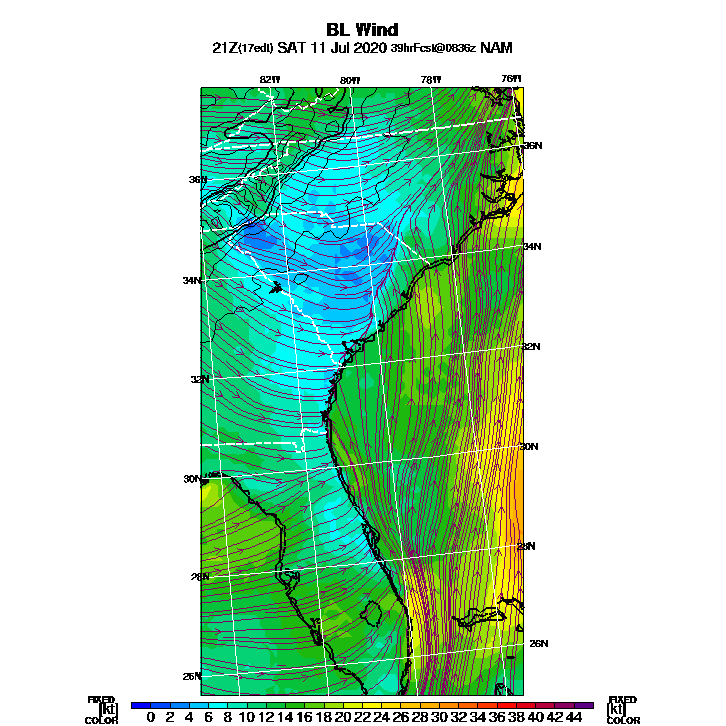 BL Wind
21Z(17edt) SAT 11 Jul 2020 39hrFcst@0836z NAM
82W 80W 78W 76W
36N 36N
34N 34N
32N 32N
30N 30N
28N 28N
26N 26N
FIXED FIXED
[kt] 0 2 4 6 8 10 12 14 16 18 20 22 24 26 28 30 32 34 36 38 40 42 44 [kt]
COLOR COLOR